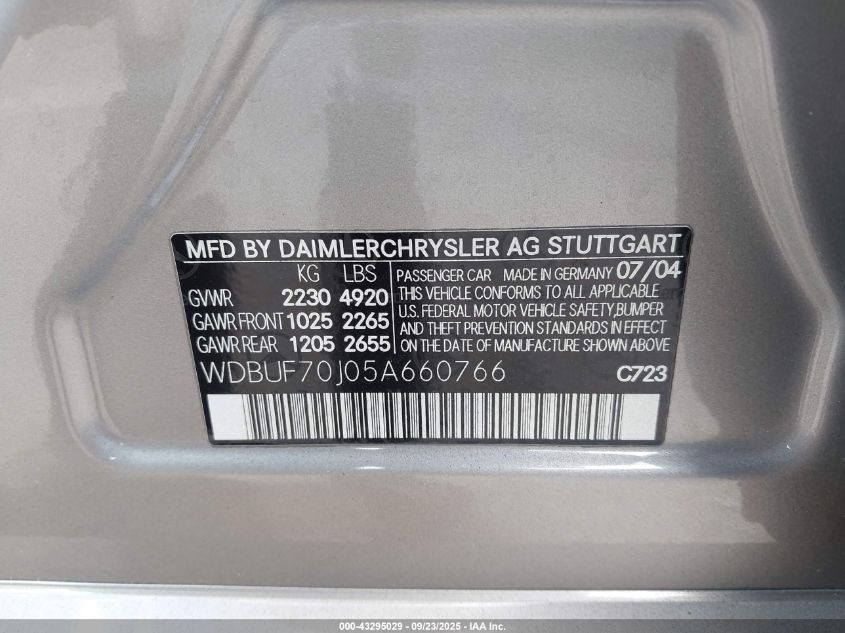 MFD BY DAIMLERCHRYSLER AG STUTTGART
KG LBS
GVWR 2230 4920
GAWR FRONT 1025 2265
GAWR REAR 1205 2655
PASSENGER CAR MADE IN GERMANY 07/04
THIS VEHICLE CONFORMS TO ALL APPLICABLE
U.S. FEDERAL MOTOR VEHICLE SAFETY,BUMPER
AND THEFT PREVENTION STANDARDS IN EFFECT
ON THE DATE OF MANUFACTURE SHOWN ABOVE
WDBUF70J05A660766 C723
000-43295029 - 09/23/2025 - IAA Inc.